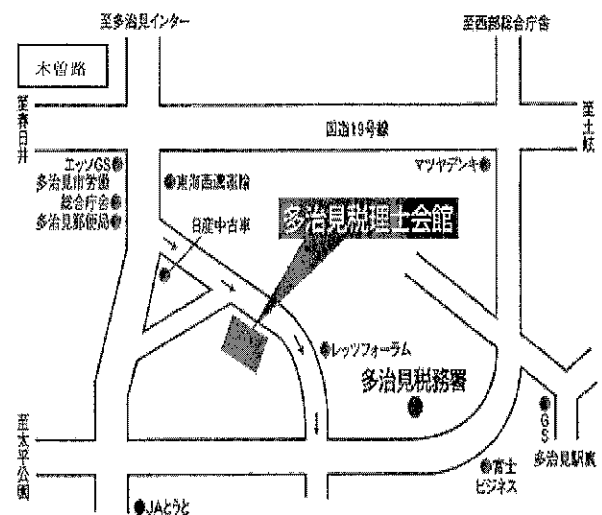 至多治見インター
至西部総合庁舎
木曽路
至春日井
国道19号線
至土岐
エッソGS
多治見市労働
総合庁舎
多治見郵便局
東海西濃運輸
マツヤデンキ
日産中古車
多治見税理士会館
レッツフォーラム
多治見税務署
至太平公園
GS
多治見駅裏
富士
ビジネス
JAとうと